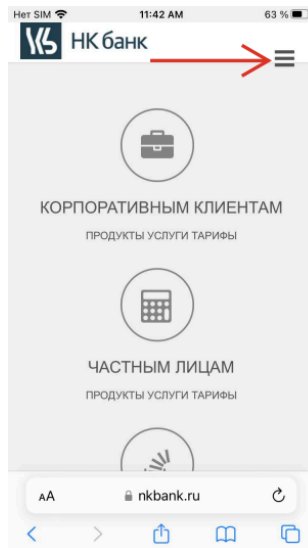 Нет SIM 11:42 AM 63 %
НК банк
КОРПОРАТИВНЫМ КЛИЕНТАМ
ПРОДУКТЫ УСЛУГИ ТАРИФЫ
ЧАСТНЫМ ЛИЦАМ
ПРОДУКТЫ УСЛУГИ ТАРИФЫ
AA nkbank.ru